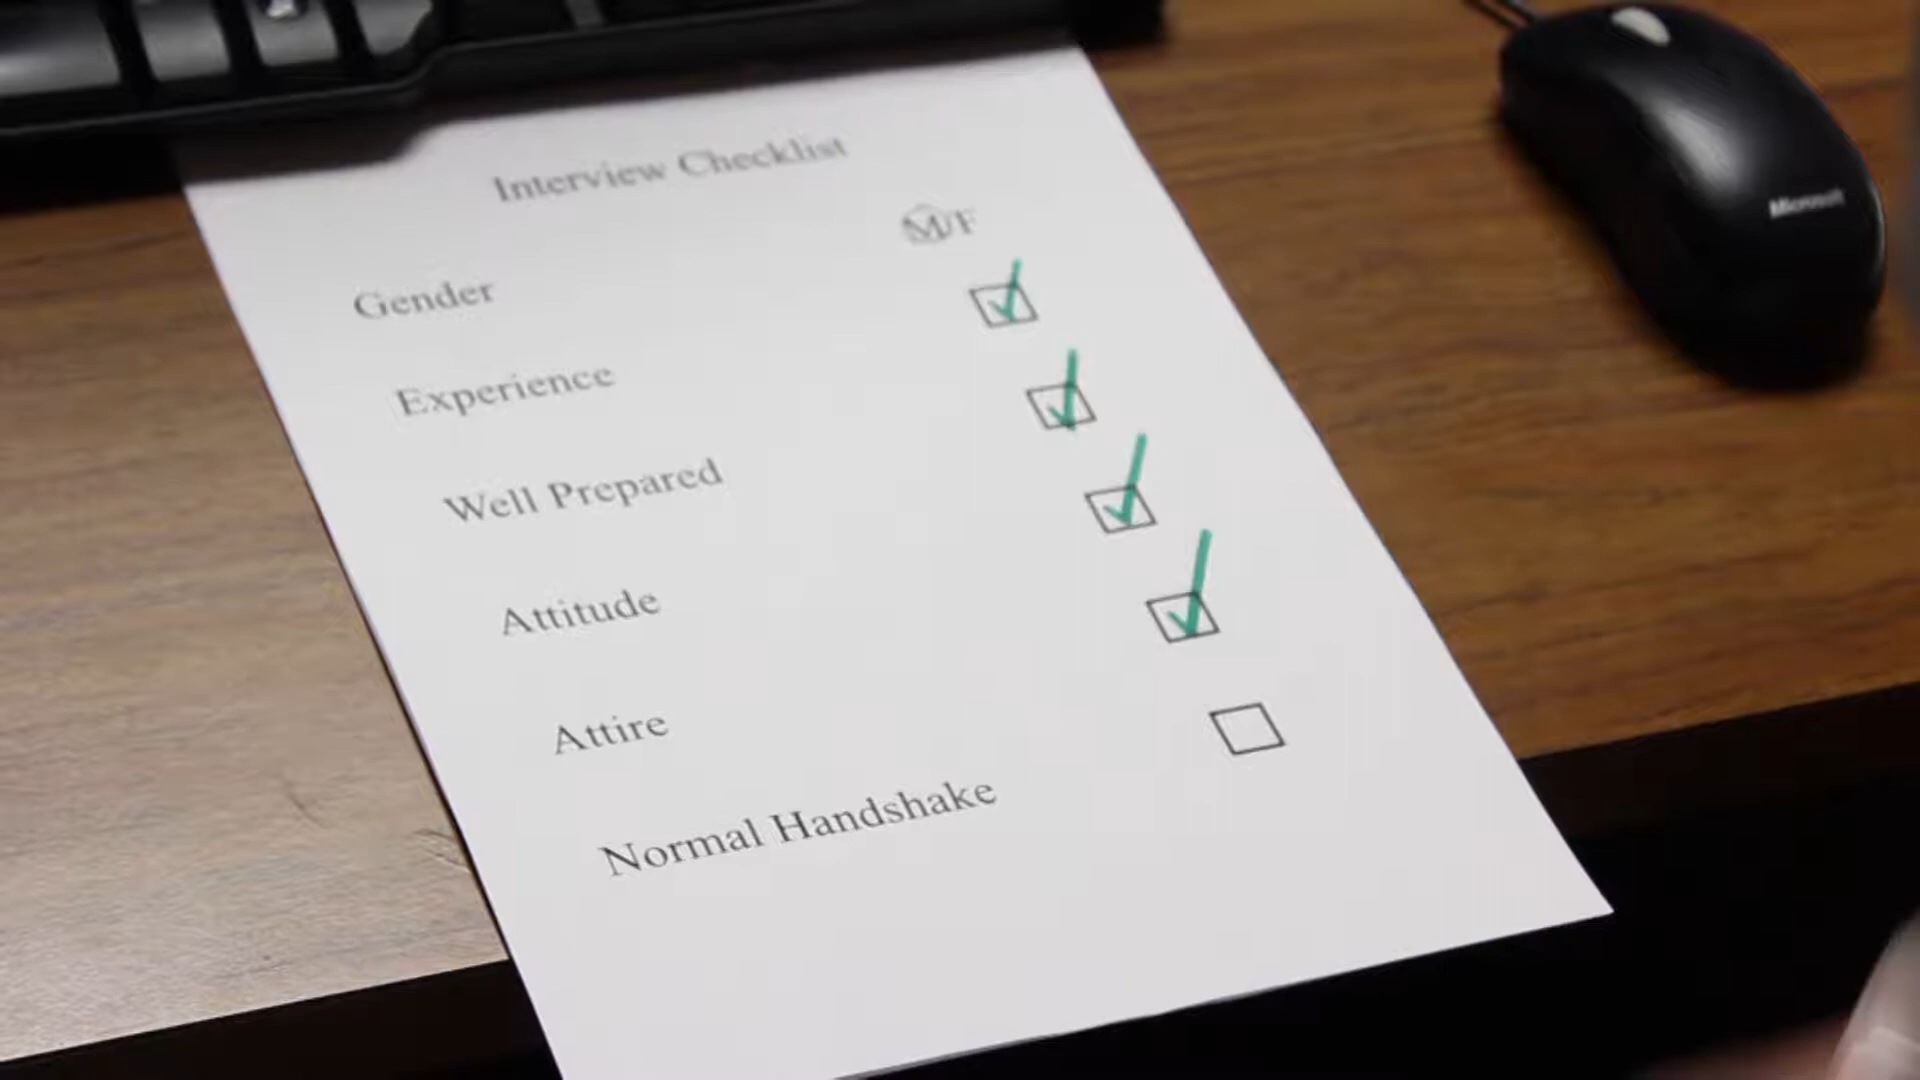 Interview Checklist
Gender M/F
Experience
Well Prepared
Attitude
Attire
Normal Handshake
Microsoft